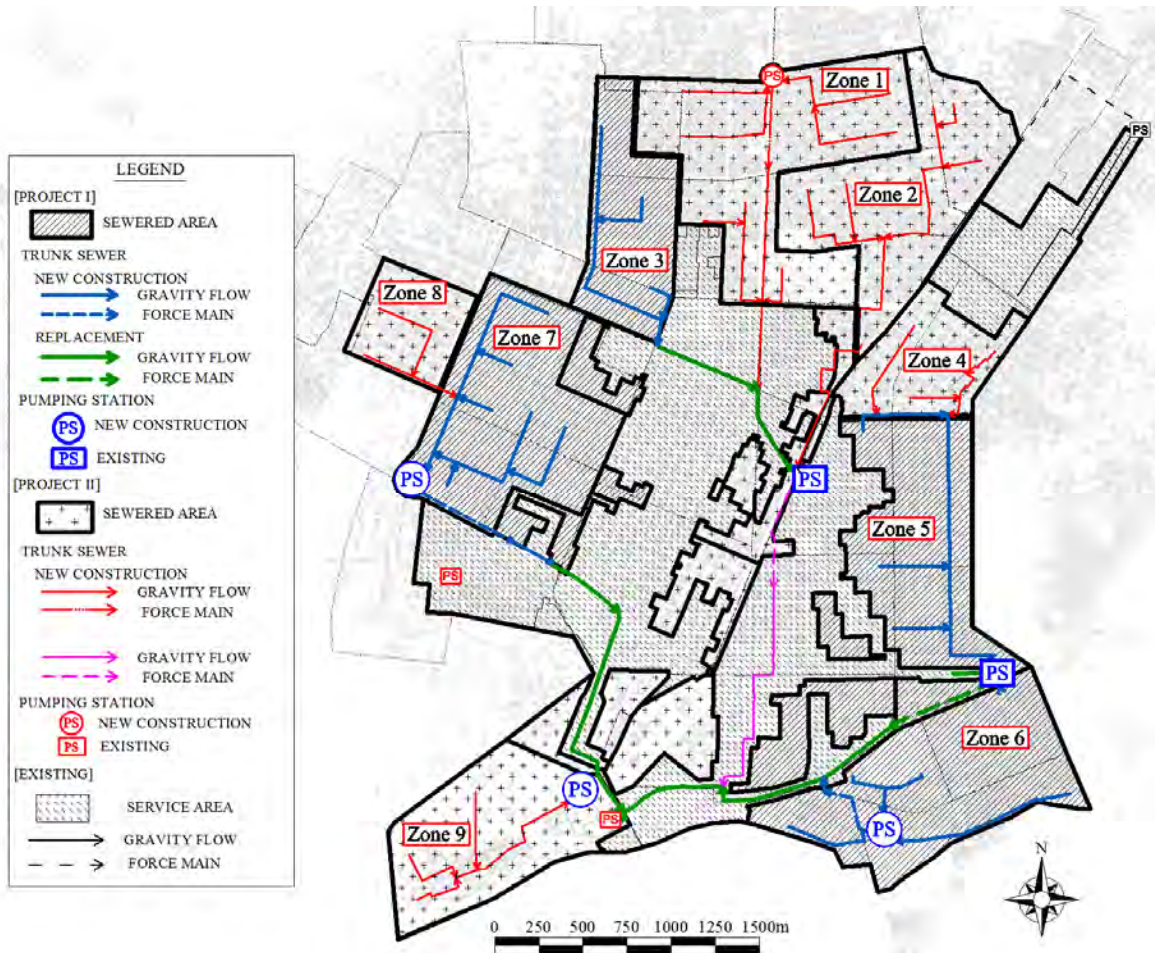 LEGEND
[PROJECT I]
SEWERED AREA
TRUNK SEWER
NEW CONSTRUCTION
GRAVITY FLOW
FORCE MAIN
REPLACEMENT
GRAVITY FLOW
FORCE MAIN
PUMPING STATION
PS NEW CONSTRUCTION
PS EXISTING
[PROJECT II]
SEWERED AREA
TRUNK SEWER
NEW CONSTRUCTION
GRAVITY FLOW
FORCE MAIN
GRAVITY FLOW
FORCE MAIN
PUMPING STATION
PS NEW CONSTRUCTION
PS EXISTING
[EXISTING]
SERVICE AREA
GRAVITY FLOW
FORCE MAIN
PS
Zone 1
PS
Zone 2
Zone 3
Zone 8
Zone 7
Zone 4
PS
PS
Zone 5
PS
PS
Zone 6
PS
PS
PS
Zone 9
N
0 250 500 750 1000 1250 1500m